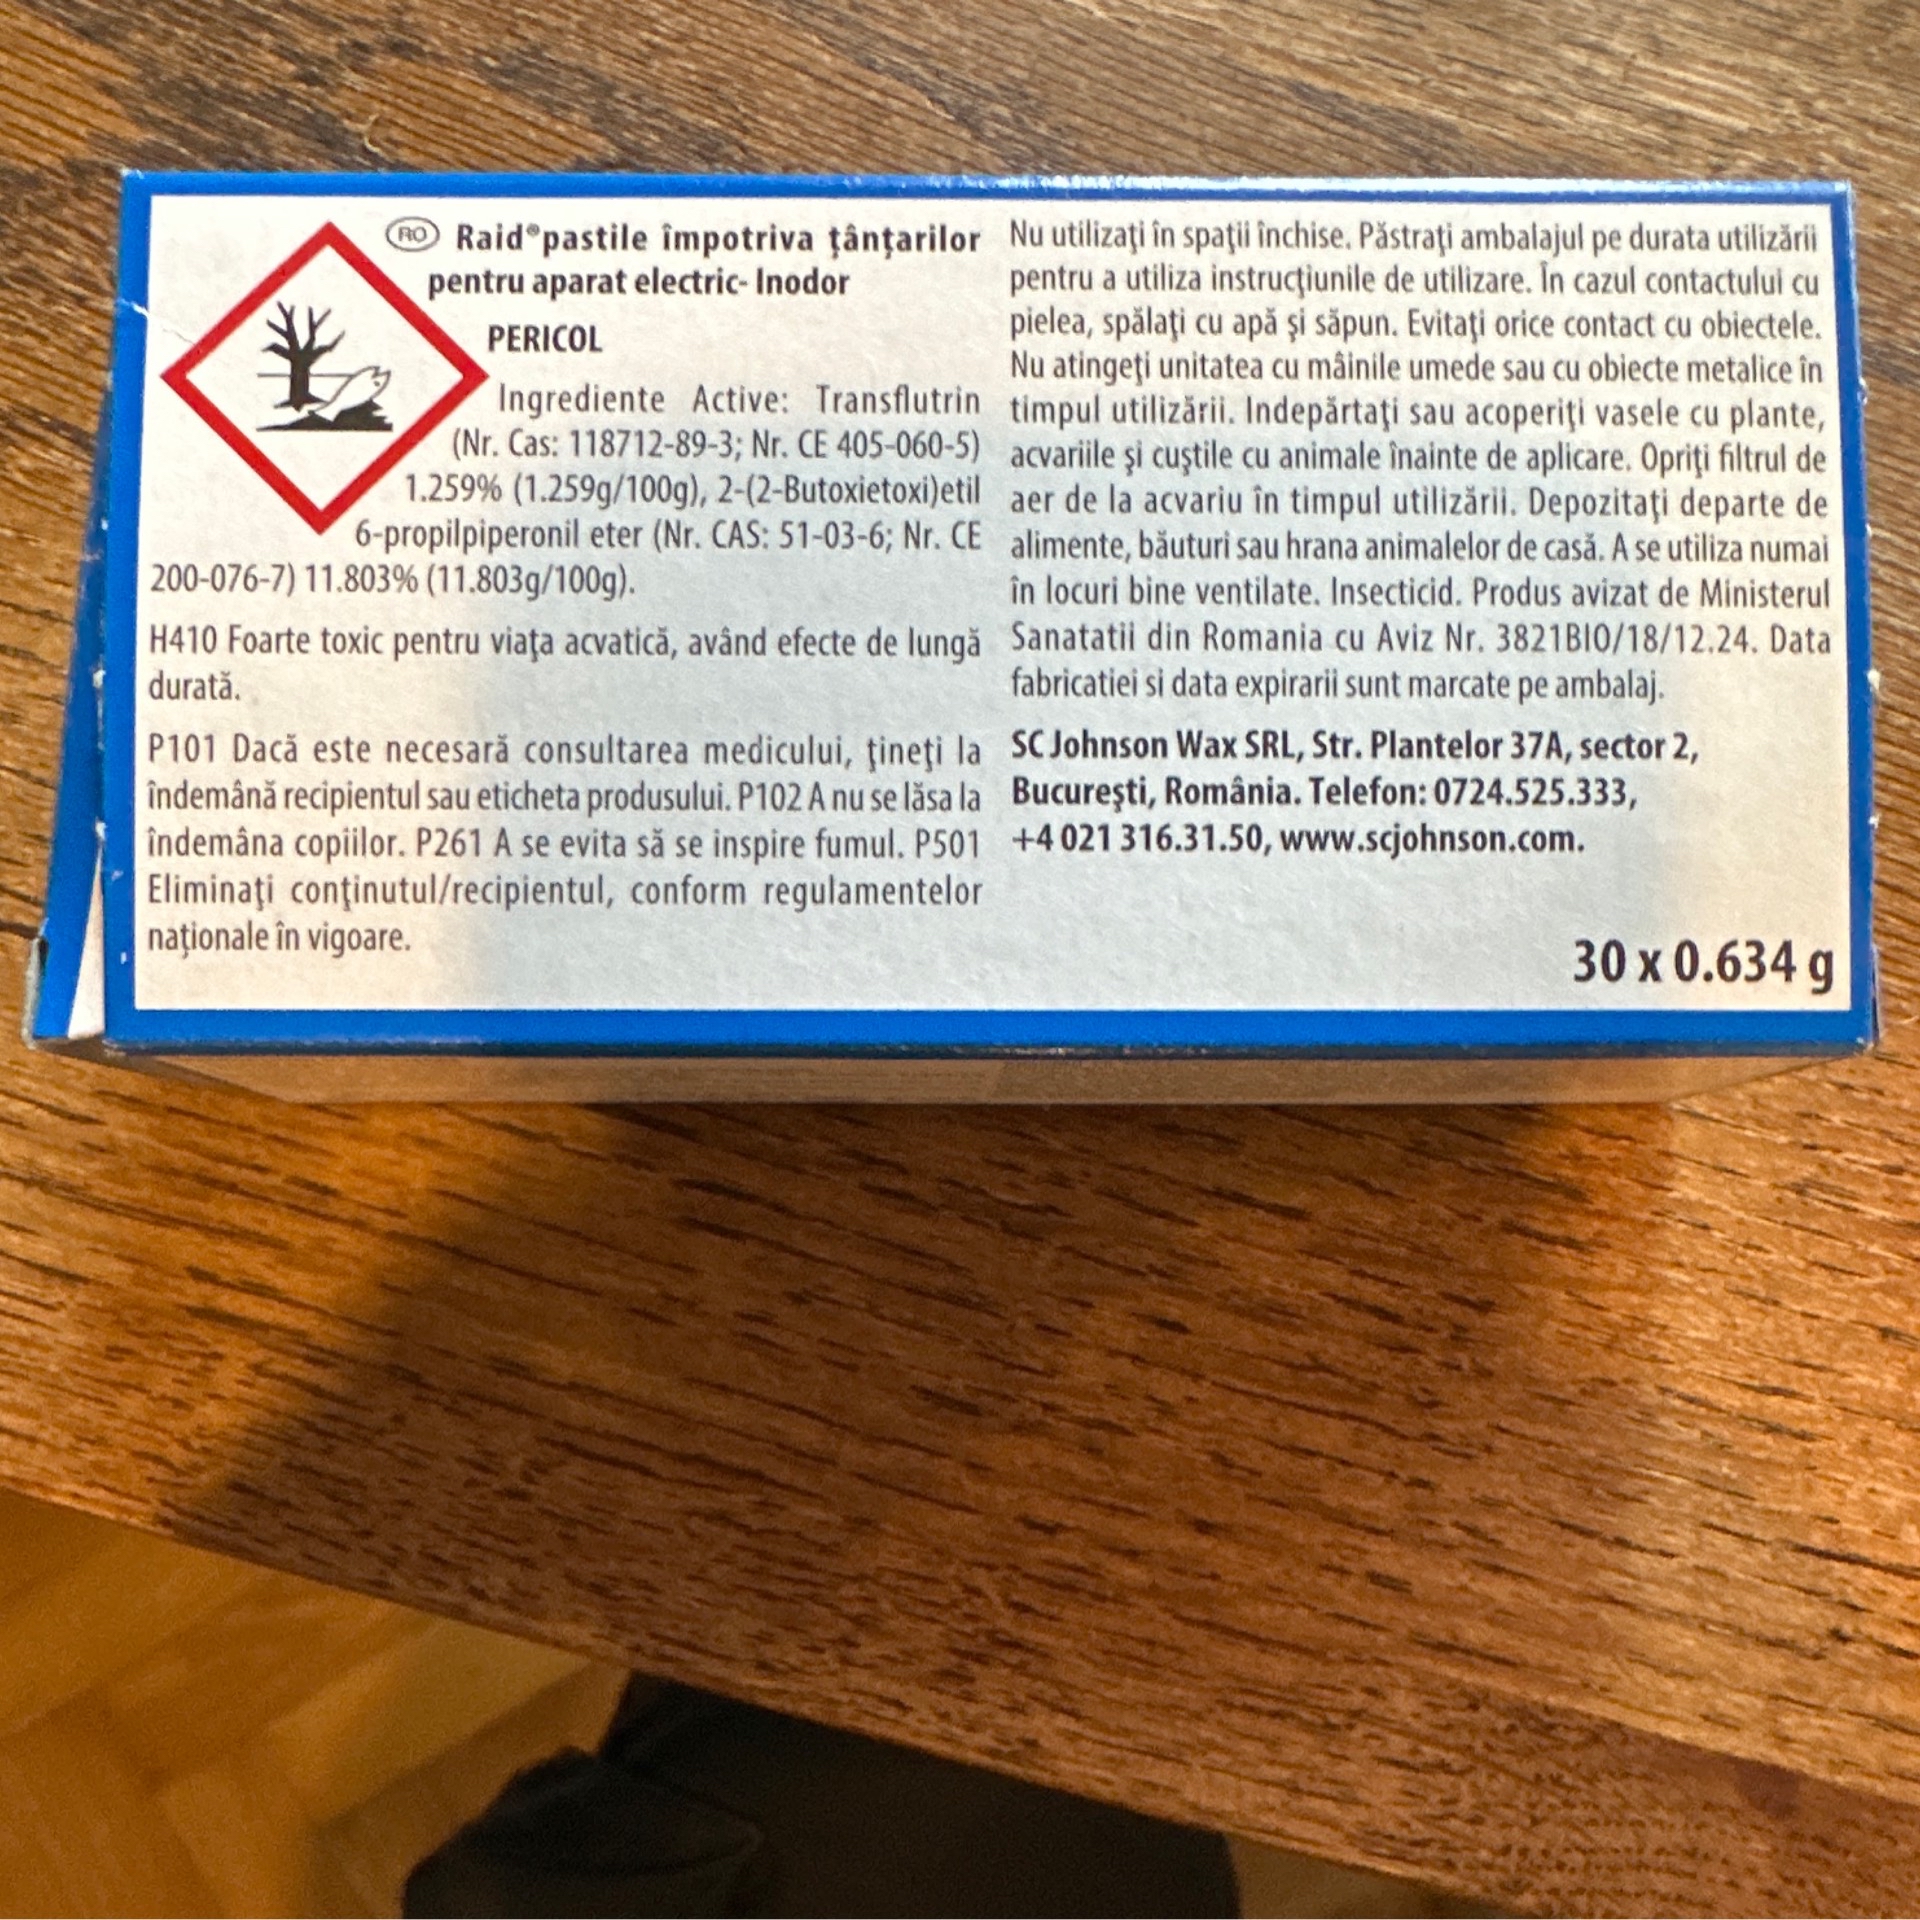 RO Raid® pastile împotriva ţânţarilor
pentru aparat electric- Inodor
PERICOL
Ingrediente Active: Transflutrin
(Nr. Cas: 118712-89-3; Nr. CE 405-060-5)
1.259% (1.259g/100g), 2-(2-Butoxietoxi)etil
6-propilpiperonil eter (Nr. CAS: 51-03-6; Nr. CE
200-076-7) 11.803% (11.803g/100g).
H410 Foarte toxic pentru viaţa acvatică, având efecte de lungă
durată.
P101 Dacă este necesară consultarea medicului, ţineţi la
îndemână recipientul sau eticheta produsului. P102 A nu se lăsa la
îndemâna copiilor. P261 A se evita să se inspire fumul. P501
Eliminaţi conţinutul/recipientul, conform regulamentelor
naţionale în vigoare.
Nu utilizaţi în spaţii închise. Păstraţi ambalajul pe durata utilizării
pentru a utiliza instrucţiunile de utilizare. În cazul contactului cu
pielea, spălaţi cu apă şi săpun. Evitaţi orice contact cu obiectele.
Nu atingeţi unitatea cu mâinile umede sau cu obiecte metalice în
timpul utilizării. Indepărtaţi sau acoperiţi vasele cu plante,
acvariile şi cuştile cu animale înainte de aplicare. Opriţi filtrul de
aer de la acvariu în timpul utilizării. Depozitaţi departe de
alimente, băuturi sau hrana animalelor de casă. A se utiliza numai
în locuri bine ventilate. Insecticid. Produs avizat de Ministerul
Sanatatii din Romania cu Aviz Nr. 3821BIO/18/12.24. Data
fabricatiei si data expirarii sunt marcate pe ambalaj.
SC Johnson Wax SRL, Str. Plantelor 37A, sector 2,
Bucureşti, România. Telefon: 0724.525.333,
+4 021 316.31.50, www.scjohnson.com.
30 x 0.634 g